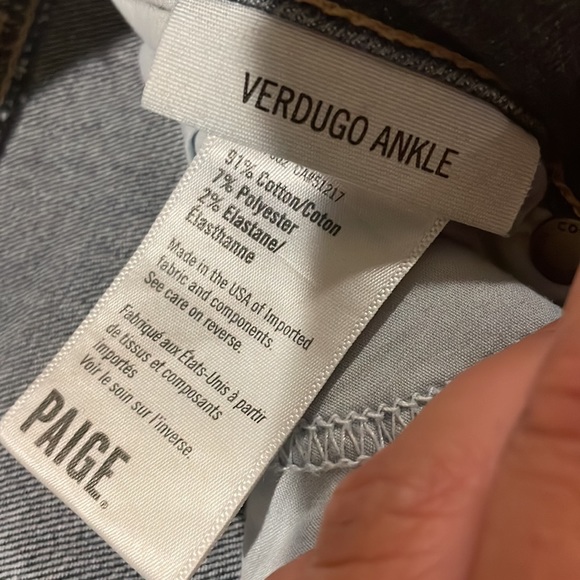 VERDUGO ANKLE
CA#51217
91% Cotton/Coton
7% Polyester
2% Elastane/
Elasthanne
Made in the USA of imported
fabric and components.
See care on reverse.
Fabriqué aux États-Unis à partir
de tissus et composants
importés
Voir le soin sur l'inverse.
PAIGE®